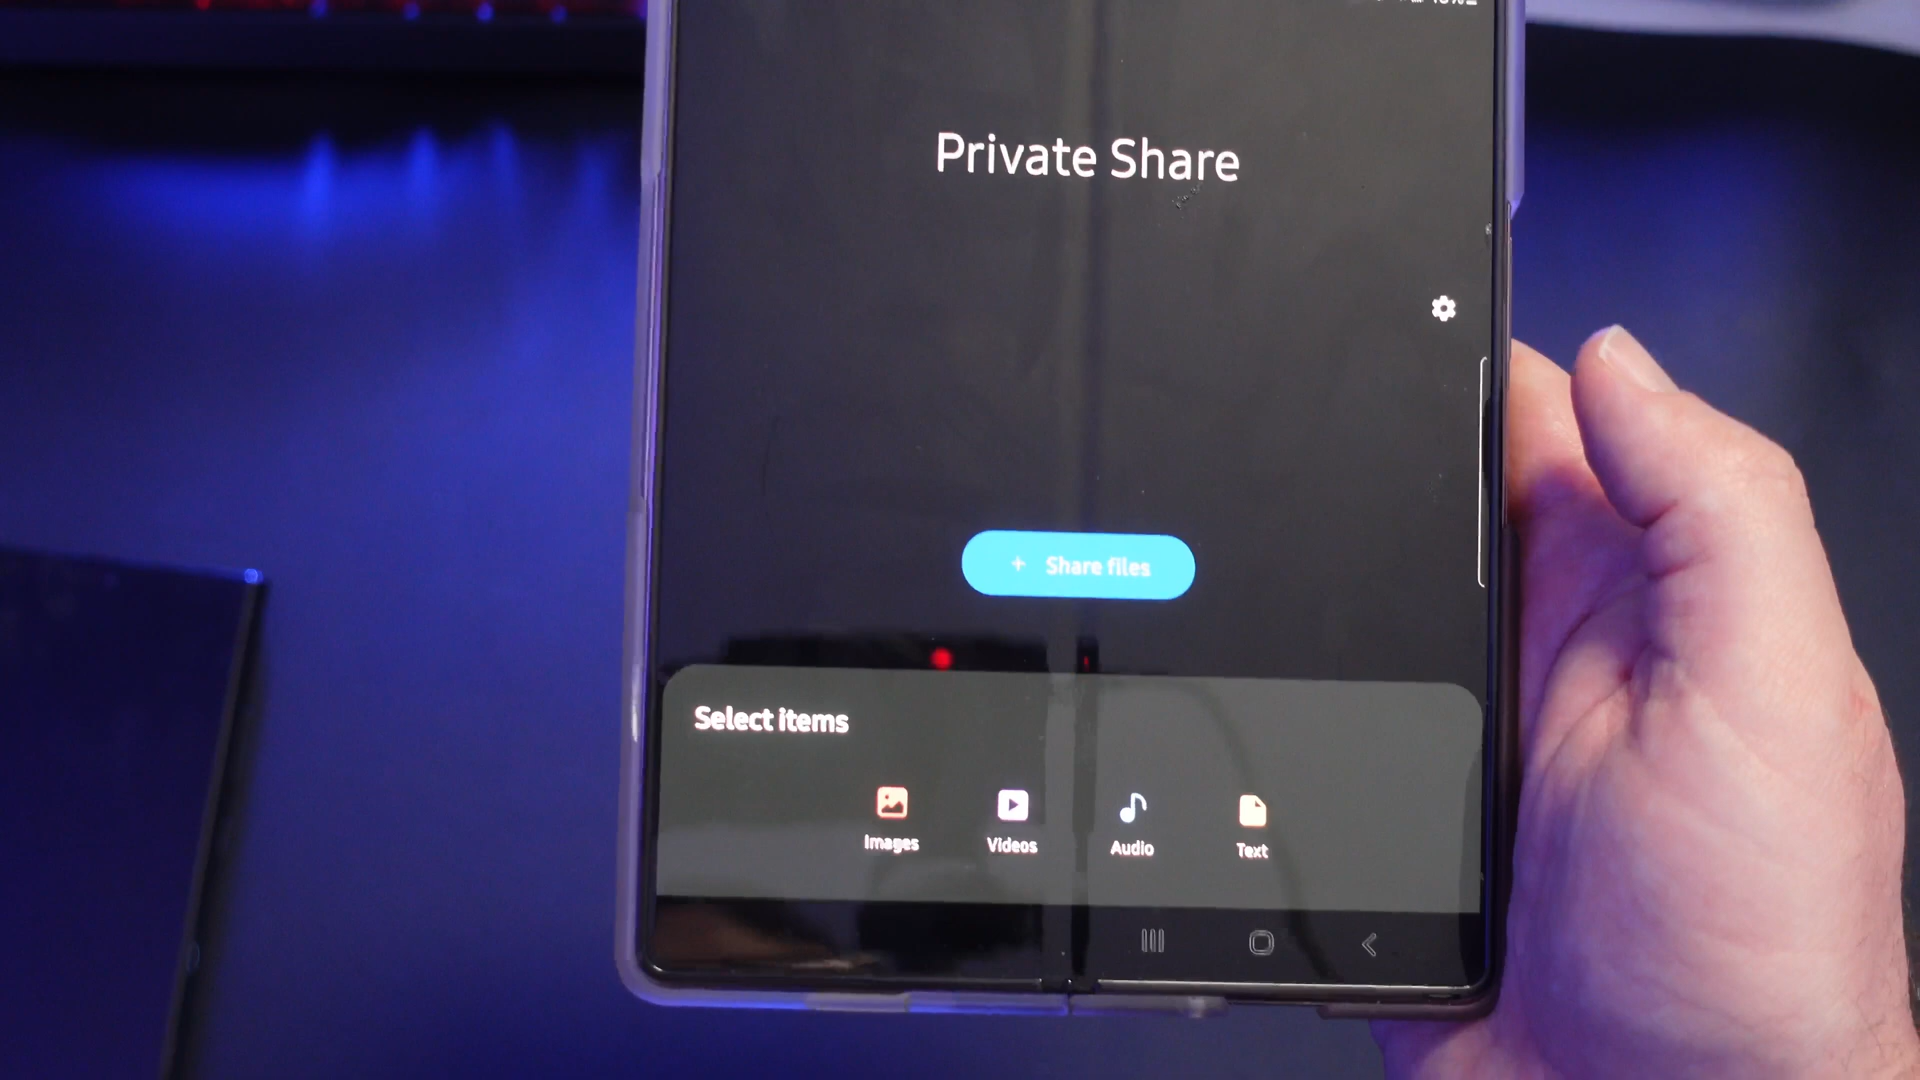 Private Share
+ Share files
Select items
Images
Videos
Audio
Text